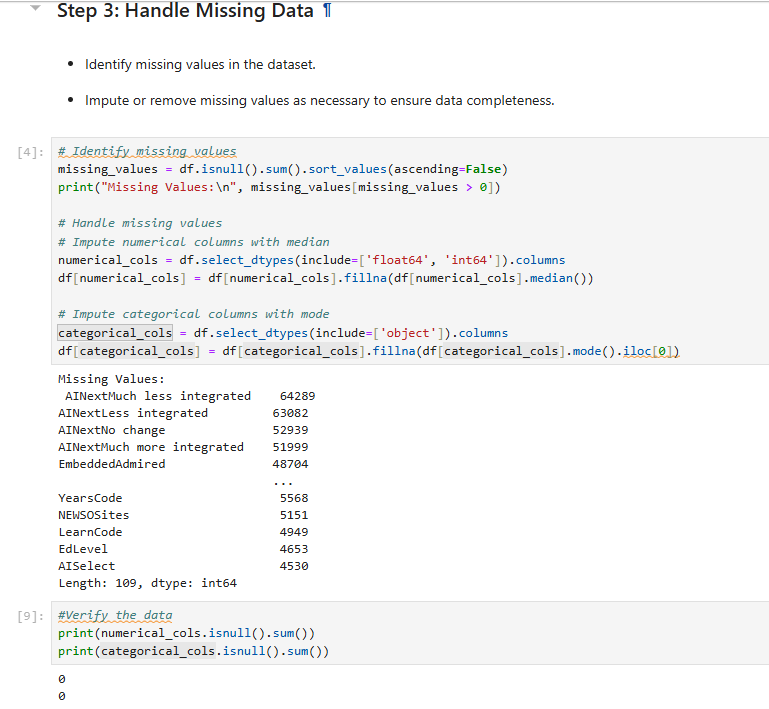 Step 3: Handle Missing Data ¶
• Identify missing values in the dataset.
• Impute or remove missing values as necessary to ensure data completeness.
[4]:
# Identify missing values
missing_values = df.isnull().sum().sort_values(ascending=False)
print("Missing Values:\n", missing_values[missing_values > 0])

# Handle missing values
# Impute numerical columns with median
numerical_cols = df.select_dtypes(include=['float64', 'int64']).columns
df[numerical_cols] = df[numerical_cols].fillna(df[numerical_cols].median())

# Impute categorical columns with mode
categorical_cols = df.select_dtypes(include=['object']).columns
df[categorical_cols] = df[categorical_cols].fillna(df[categorical_cols].mode().iloc[0])
Missing Values:
 AINextMuch less integrated    64289
AINextLess integrated         63082
AINextNo change               52939
AINextMuch more integrated    51999
EmbeddedAdmired               48704
                              ...
YearsCode                      5568
NEWSOSites                     5151
LearnCode                      4949
EdLevel                        4653
AISelect                       4530
Length: 109, dtype: int64
[9]:
#Verify the data
print(numerical_cols.isnull().sum())
print(categorical_cols.isnull().sum())
0
0